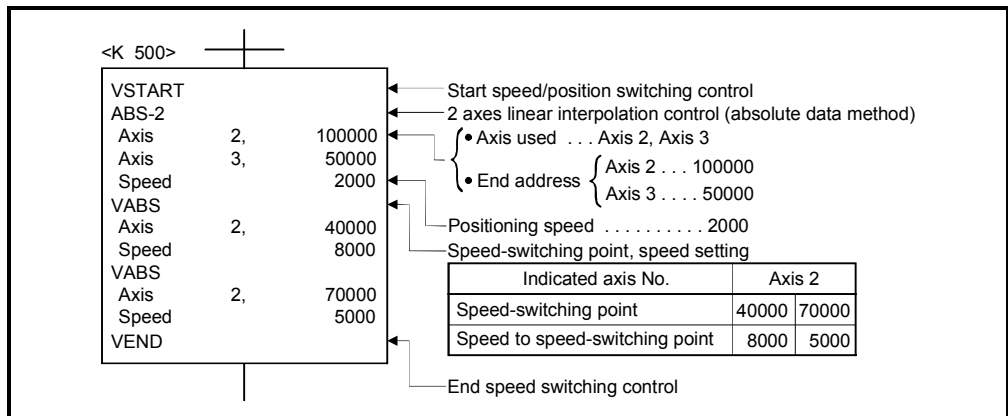 <K 500>
VSTART
ABS-2
Axis 2, 100000
Axis 3, 50000
Speed 2000
VABS
Axis 2, 40000
Speed 8000
VABS
Axis 2, 70000
Speed 5000
VEND
Start speed/position switching control
2 axes linear interpolation control (absolute data method)
• Axis used . . . Axis 2, Axis 3
• End address
Axis 2 . . . 100000
Axis 3 . . . . 50000
Positioning speed . . . . . . . . . . 2000
Speed-switching point, speed setting
Indicated axis No. Axis 2
Speed-switching point 40000 70000
Speed to speed-switching point 8000 5000
End speed switching control